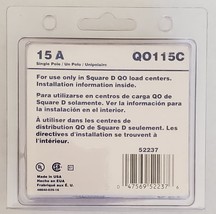 15 A
QO115C
Single Pole / Un Polo / Unipolaire
For use only in Square D QO load centers.
Installation information inside.
Para utilizarse en centros de carga QO de
Square D solamente. Ver la información para
la instalación en el interior.
À utiliser dans les centres de
distribution QO de Square D seulement. Les
directives d'installation se trouvent à
l'intérieur.
52237
Made in USA
Hecho en EUA
Fabriqué aux É. U.
47569 52237